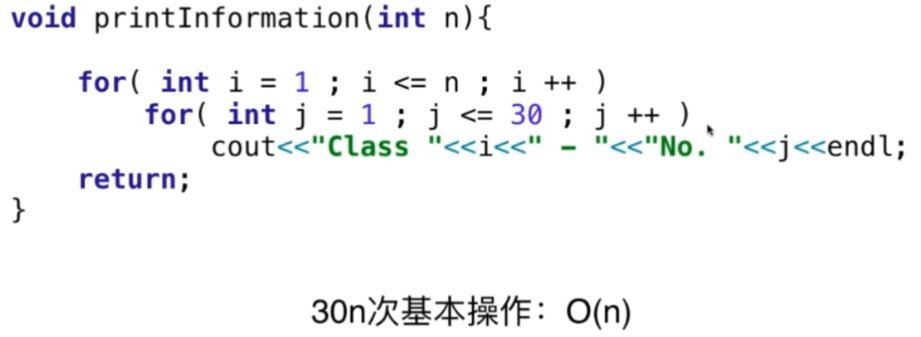 void printInformation(int n){
for( int i = 1 ; i <= n ; i ++ )
for( int j = 1 ; j <= 30 ; j ++ )
cout<<"Class "<<i<<" - "<<"No. "<<j<<endl;
return;
}
30n次基本操作：O(n)